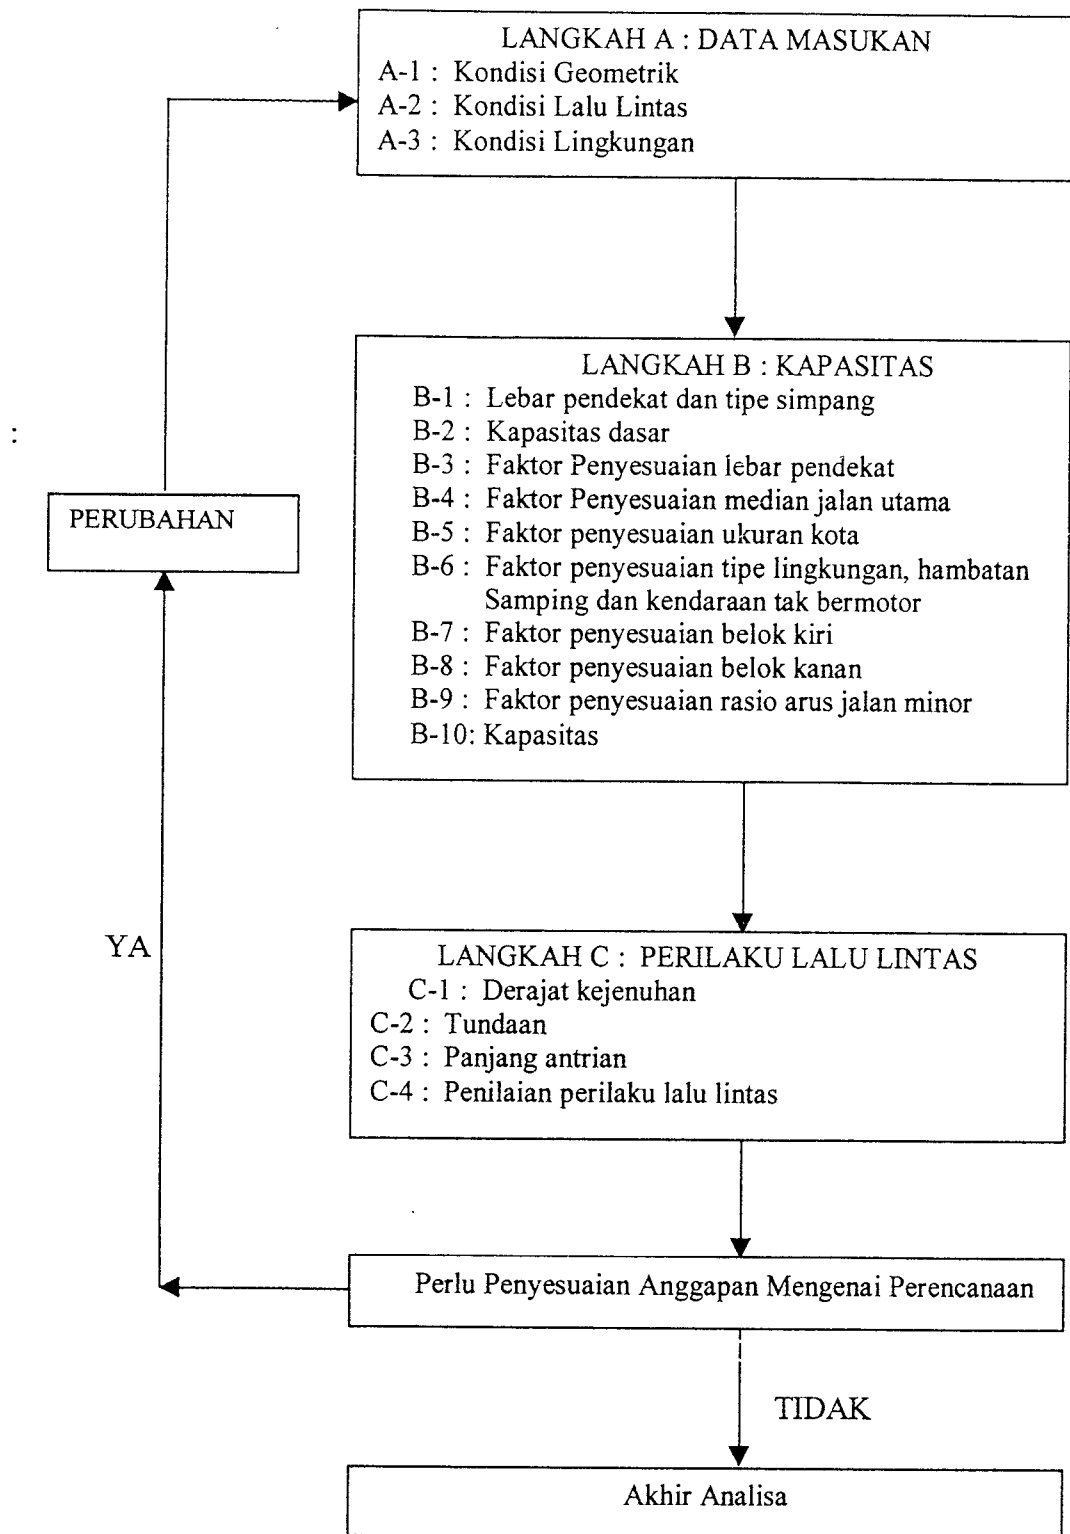 LANGKAH A : DATA MASUKAN
A-1 : Kondisi Geometrik
A-2 : Kondisi Lalu Lintas
A-3 : Kondisi Lingkungan
LANGKAH B : KAPASITAS
B-1 : Lebar pendekat dan tipe simpang
B-2 : Kapasitas dasar
B-3 : Faktor Penyesuaian lebar pendekat
B-4 : Faktor Penyesuaian median jalan utama
B-5 : Faktor penyesuaian ukuran kota
B-6 : Faktor penyesuaian tipe lingkungan, hambatan
Samping dan kendaraan tak bermotor
B-7 : Faktor penyesuaian belok kiri
B-8 : Faktor penyesuaian belok kanan
B-9 : Faktor penyesuaian rasio arus jalan minor
B-10: Kapasitas
:
PERUBAHAN
YA
LANGKAH C : PERILAKU LALU LINTAS
C-1 : Derajat kejenuhan
C-2 : Tundaan
C-3 : Panjang antrian
C-4 : Penilaian perilaku lalu lintas
Perlu Penyesuaian Anggapan Mengenai Perencanaan
TIDAK
Akhir Analisa